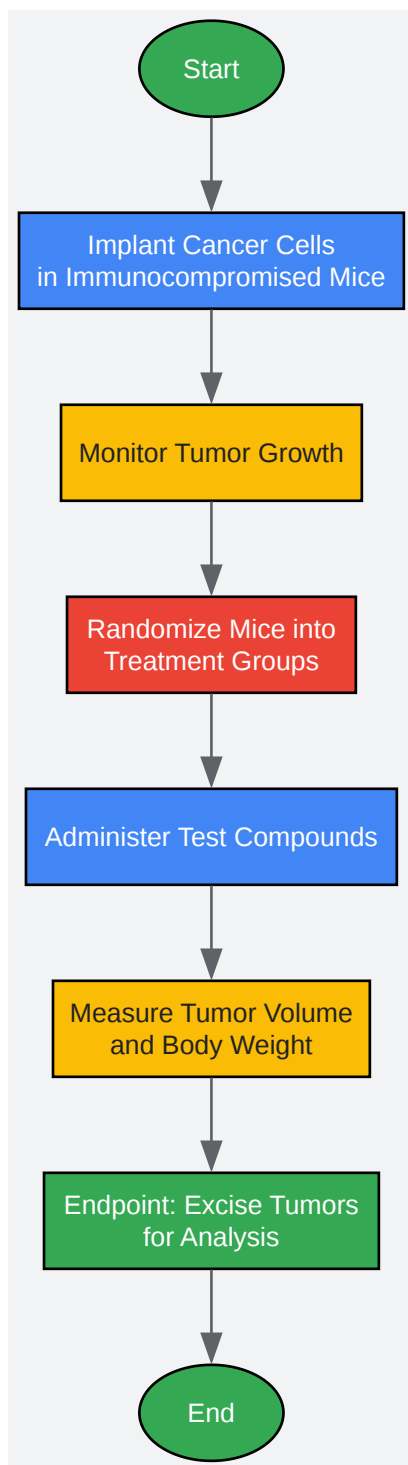 Start
Implant Cancer Cells
in Immunocompromised Mice
Monitor Tumor Growth
Randomize Mice into
Treatment Groups
Administer Test Compounds
Measure Tumor Volume
and Body Weight
Endpoint: Excise Tumors
for Analysis
End